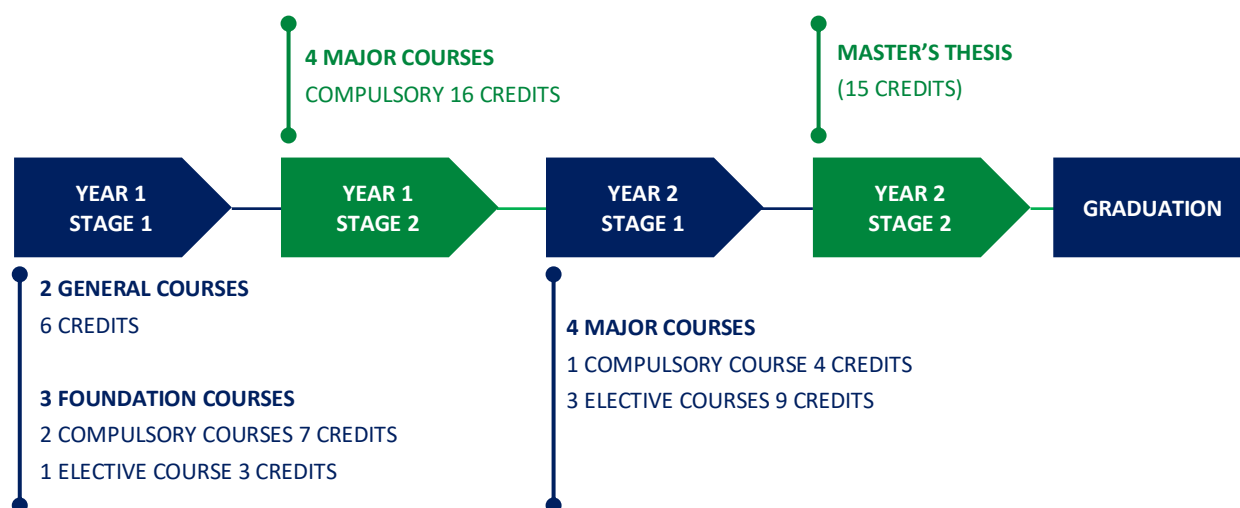 4 MAJOR COURSES
COMPULSORY 16 CREDITS
MASTER’S THESIS
(15 CREDITS)
YEAR 1
STAGE 1
YEAR 1
STAGE 2
YEAR 2
STAGE 1
YEAR 2
STAGE 2
GRADUATION
2 GENERAL COURSES
6 CREDITS
3 FOUNDATION COURSES
2 COMPULSORY COURSES 7 CREDITS
1 ELECTIVE COURSE 3 CREDITS
4 MAJOR COURSES
1 COMPULSORY COURSE 4 CREDITS
3 ELECTIVE COURSES 9 CREDITS